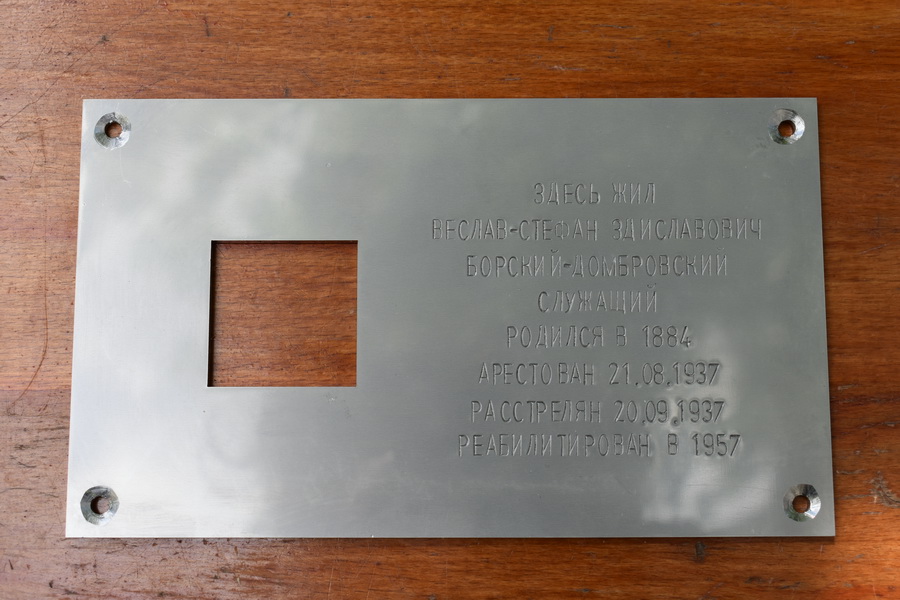 ЗДЕСЬ ЖИЛ
ВЕСЛАВ-СТЕФАН ЗДИСЛАВОВИЧ
БОРСКИЙ-ДОМБРОВСКИЙ
СЛУЖАЩИЙ
РОДИЛСЯ В 1884
АРЕСТОВАН 21.08.1937
РАССТРЕЛЯН 20.09.1937
РЕАБИЛИТИРОВАН В 1957